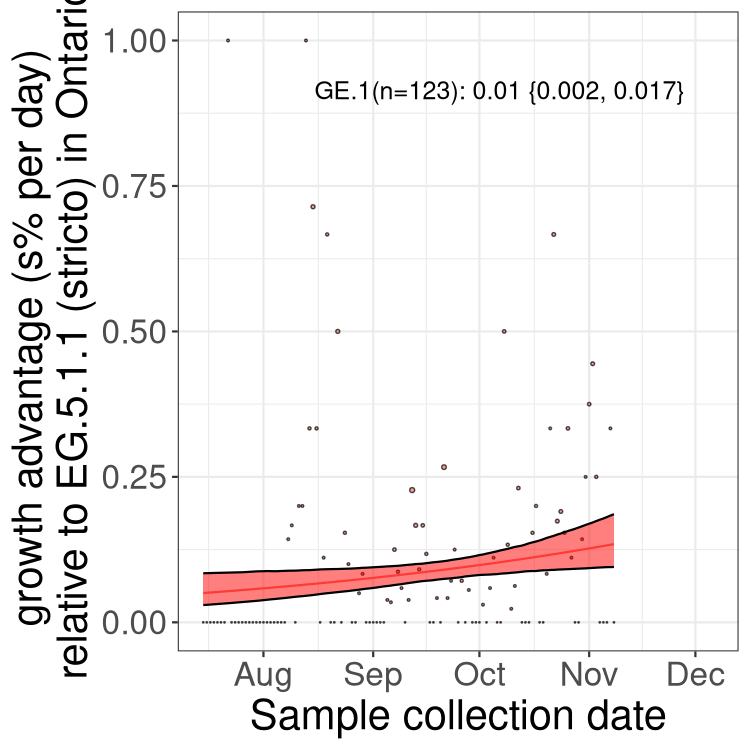 growth advantage (s% per day)
relative to EG.5.1.1 (stricto) in Ontario
1.00
0.75
0.50
0.25
0.00
GE.1(n=123): 0.01 {0.002, 0.017}
Aug Sep Oct Nov Dec
Sample collection date